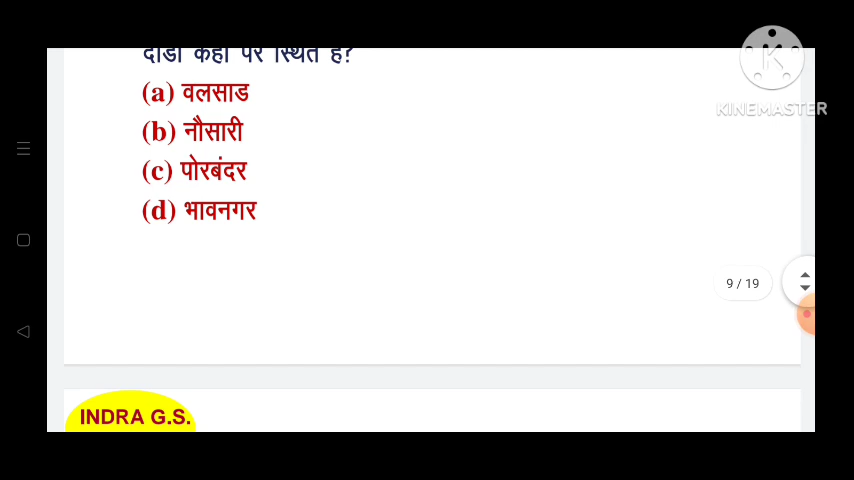 दांडी कहाँ पर स्थित है?
(a) वलसाड
(b) नौसारी
(c) पोरबंदर
(d) भावनगर
KINEMASTER
9 / 19
INDRA G.S.